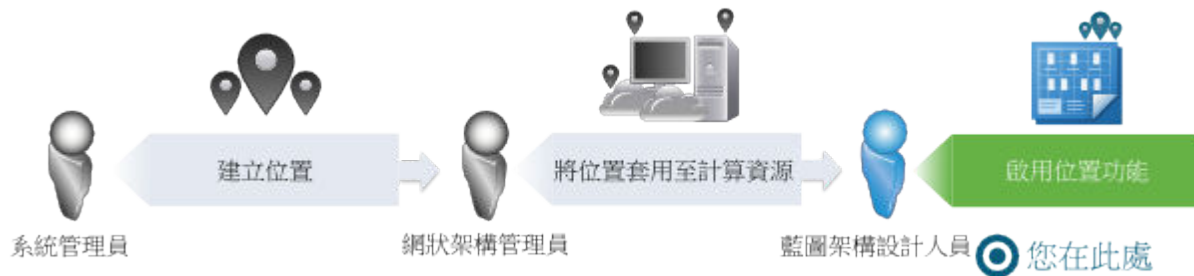 建立位置
將位置套用至計算資源
啟用位置功能
系統管理員
網狀架構管理員
藍圖架構設計人員
您在此處